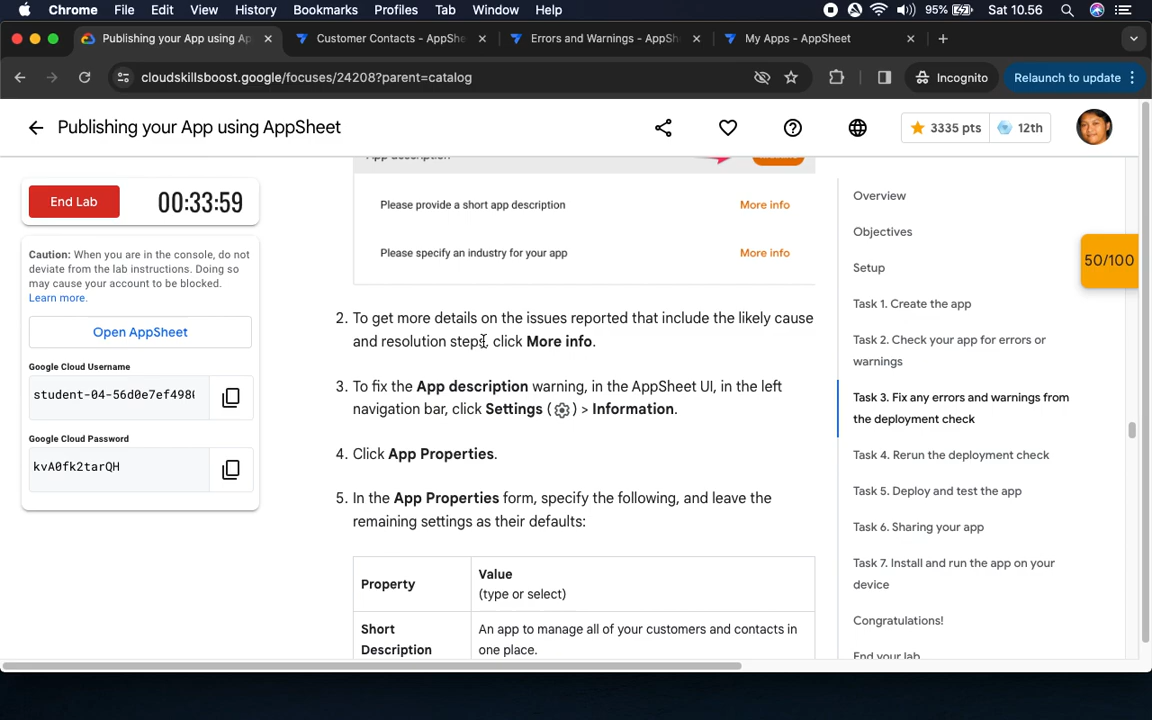 Chrome File Edit View History Bookmarks Profiles Tab Window Help 95% Sat 10.56
Publishing your App using Ap Customer Contacts - AppShe Errors and Warnings - AppSh My Apps - AppSheet
cloudskillsboost.google/focuses/24208?parent=catalog Incognito Relaunch to update
Publishing your App using AppSheet 3335 pts 12th
End Lab 00:33:59
Caution: When you are in the console, do not
deviate from the lab instructions. Doing so
may cause your account to be blocked.
Learn more.
Open AppSheet
Google Cloud Username
student-04-56d0e7ef498
Google Cloud Password
kvA0fk2tarQH
App description
Please provide a short app description More info
Please specify an industry for your app More info
2. To get more details on the issues reported that include the likely cause
and resolution steps, click More info.
3. To fix the App description warning, in the AppSheet UI, in the left
navigation bar, click Settings ( ) > Information.
4. Click App Properties.
5. In the App Properties form, specify the following, and leave the
remaining settings as their defaults:
Property Value
(type or select)
Short
Description
An app to manage all of your customers and contacts in
one place.
Overview
Objectives
Setup
Task 1. Create the app
Task 2. Check your app for errors or
warnings
Task 3. Fix any errors and warnings from
the deployment check
Task 4. Rerun the deployment check
Task 5. Deploy and test the app
Task 6. Sharing your app
Task 7. Install and run the app on your
device
Congratulations!
End your lab
50/100